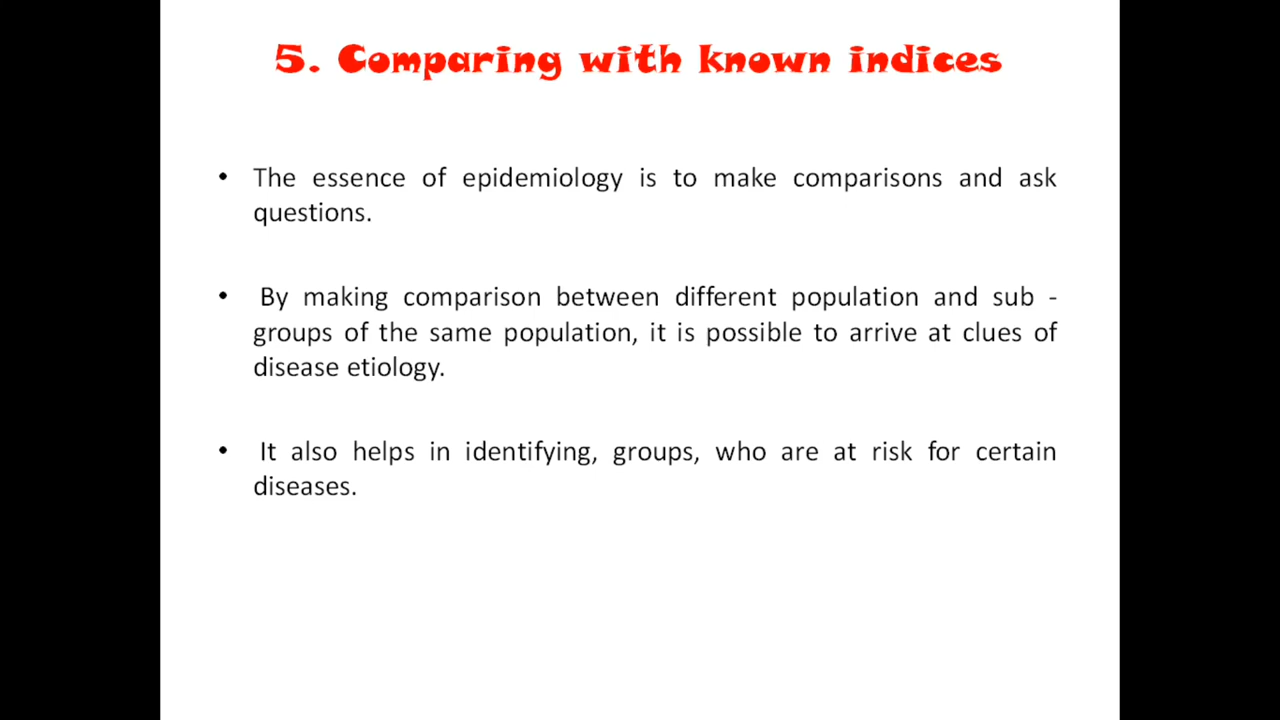 5. Comparing with known indices
• The essence of epidemiology is to make comparisons and ask
questions.
• By making comparison between different population and sub -
groups of the same population, it is possible to arrive at clues of
disease etiology.
• It also helps in identifying, groups, who are at risk for certain
diseases.